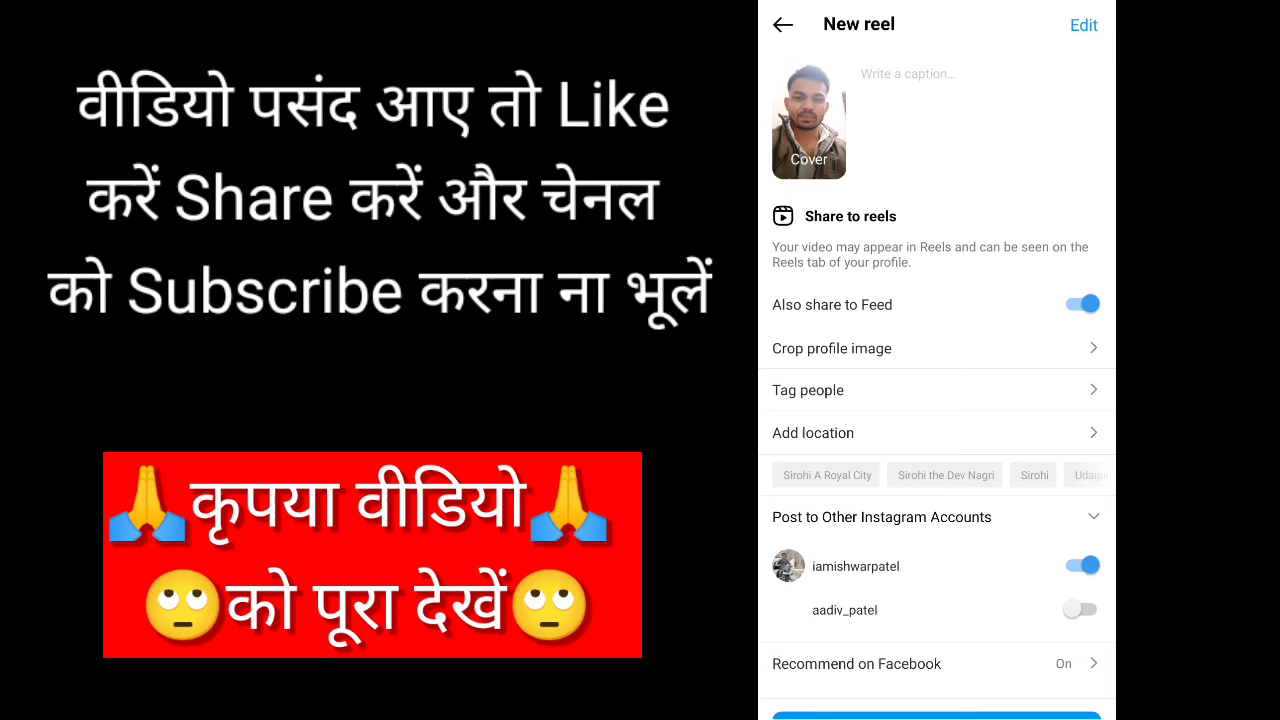 वीडियो पसंद आए तो Like
करें Share करें और चेनल
को Subscribe करना ना भूलें
🙏कृपया वीडियो🙏
🙄को पूरा देखें🙄
New reel
Edit
Write a caption...
Cover
Share to reels
Your video may appear in Reels and can be seen on the
Reels tab of your profile.
Also share to Feed
Crop profile image
Tag people
Add location
Sirohi A Royal City
Sirohi the Dev Nagri
Sirohi
Post to Other Instagram Accounts
iamishwarpatel
aadiv_patel
Recommend on Facebook
On